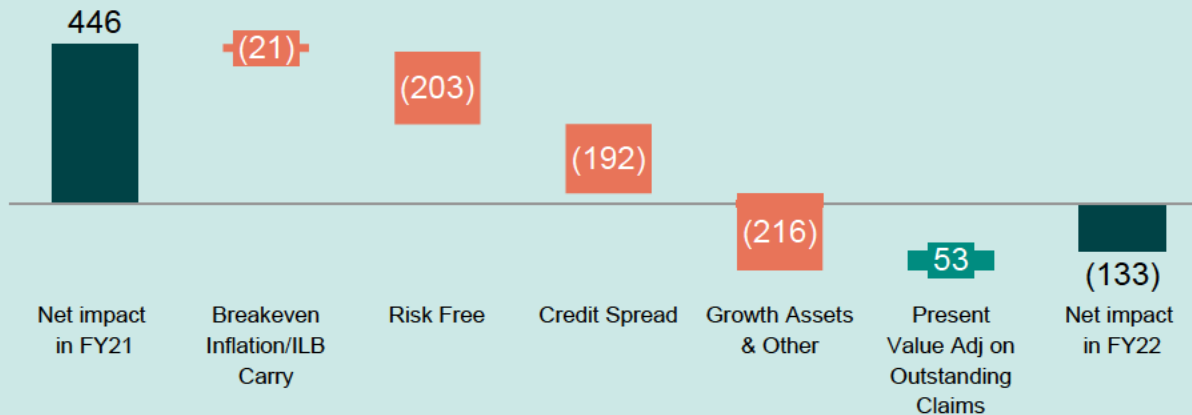 446
(21)
(203)
(192)
(216)
53
(133)
Net impact
in FY21
Breakeven
Inflation/ILB
Carry
Risk Free
Credit Spread
Growth Assets
& Other
Present
Value Adj on
Outstanding
Claims
Net impact
in FY22